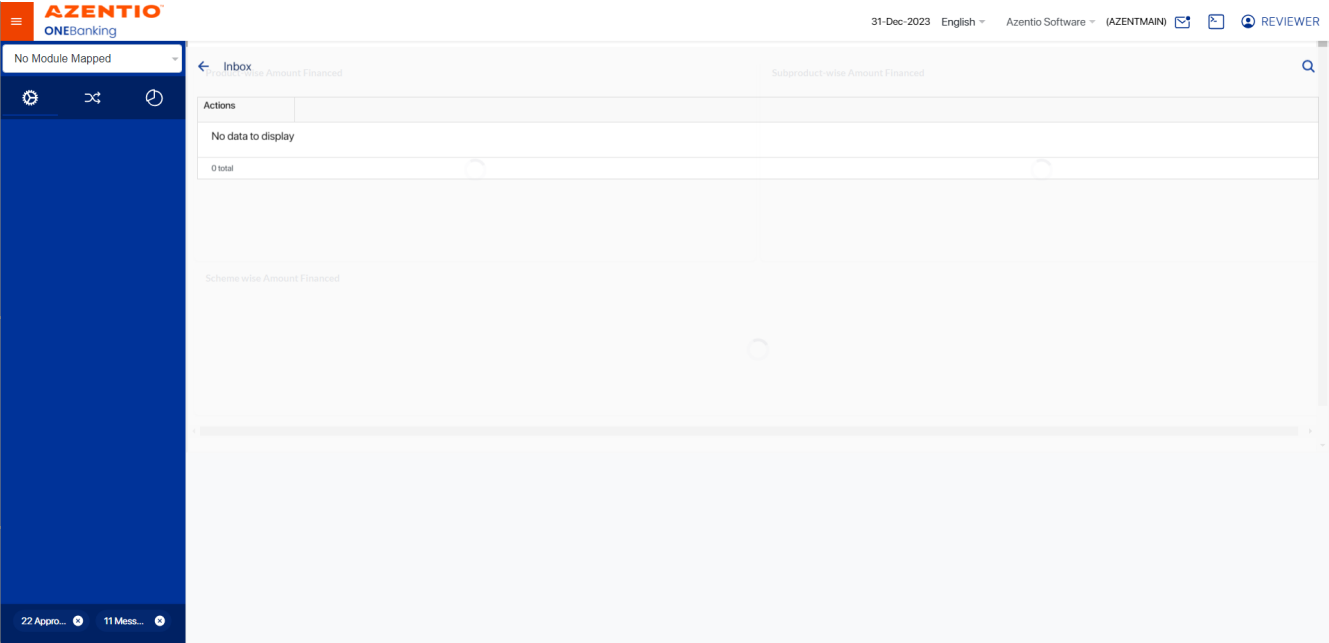 AZENTIO
ONEBanking
31-Dec-2023 English Azentio Software (AZENTMAIN) REVIEWER
No Module Mapped
Inbox
Product-wise Amount Financed Subproduct-wise Amount Financed
Actions
No data to display
0 total
Scheme wise Amount Financed
22 Appro... 11 Mess...